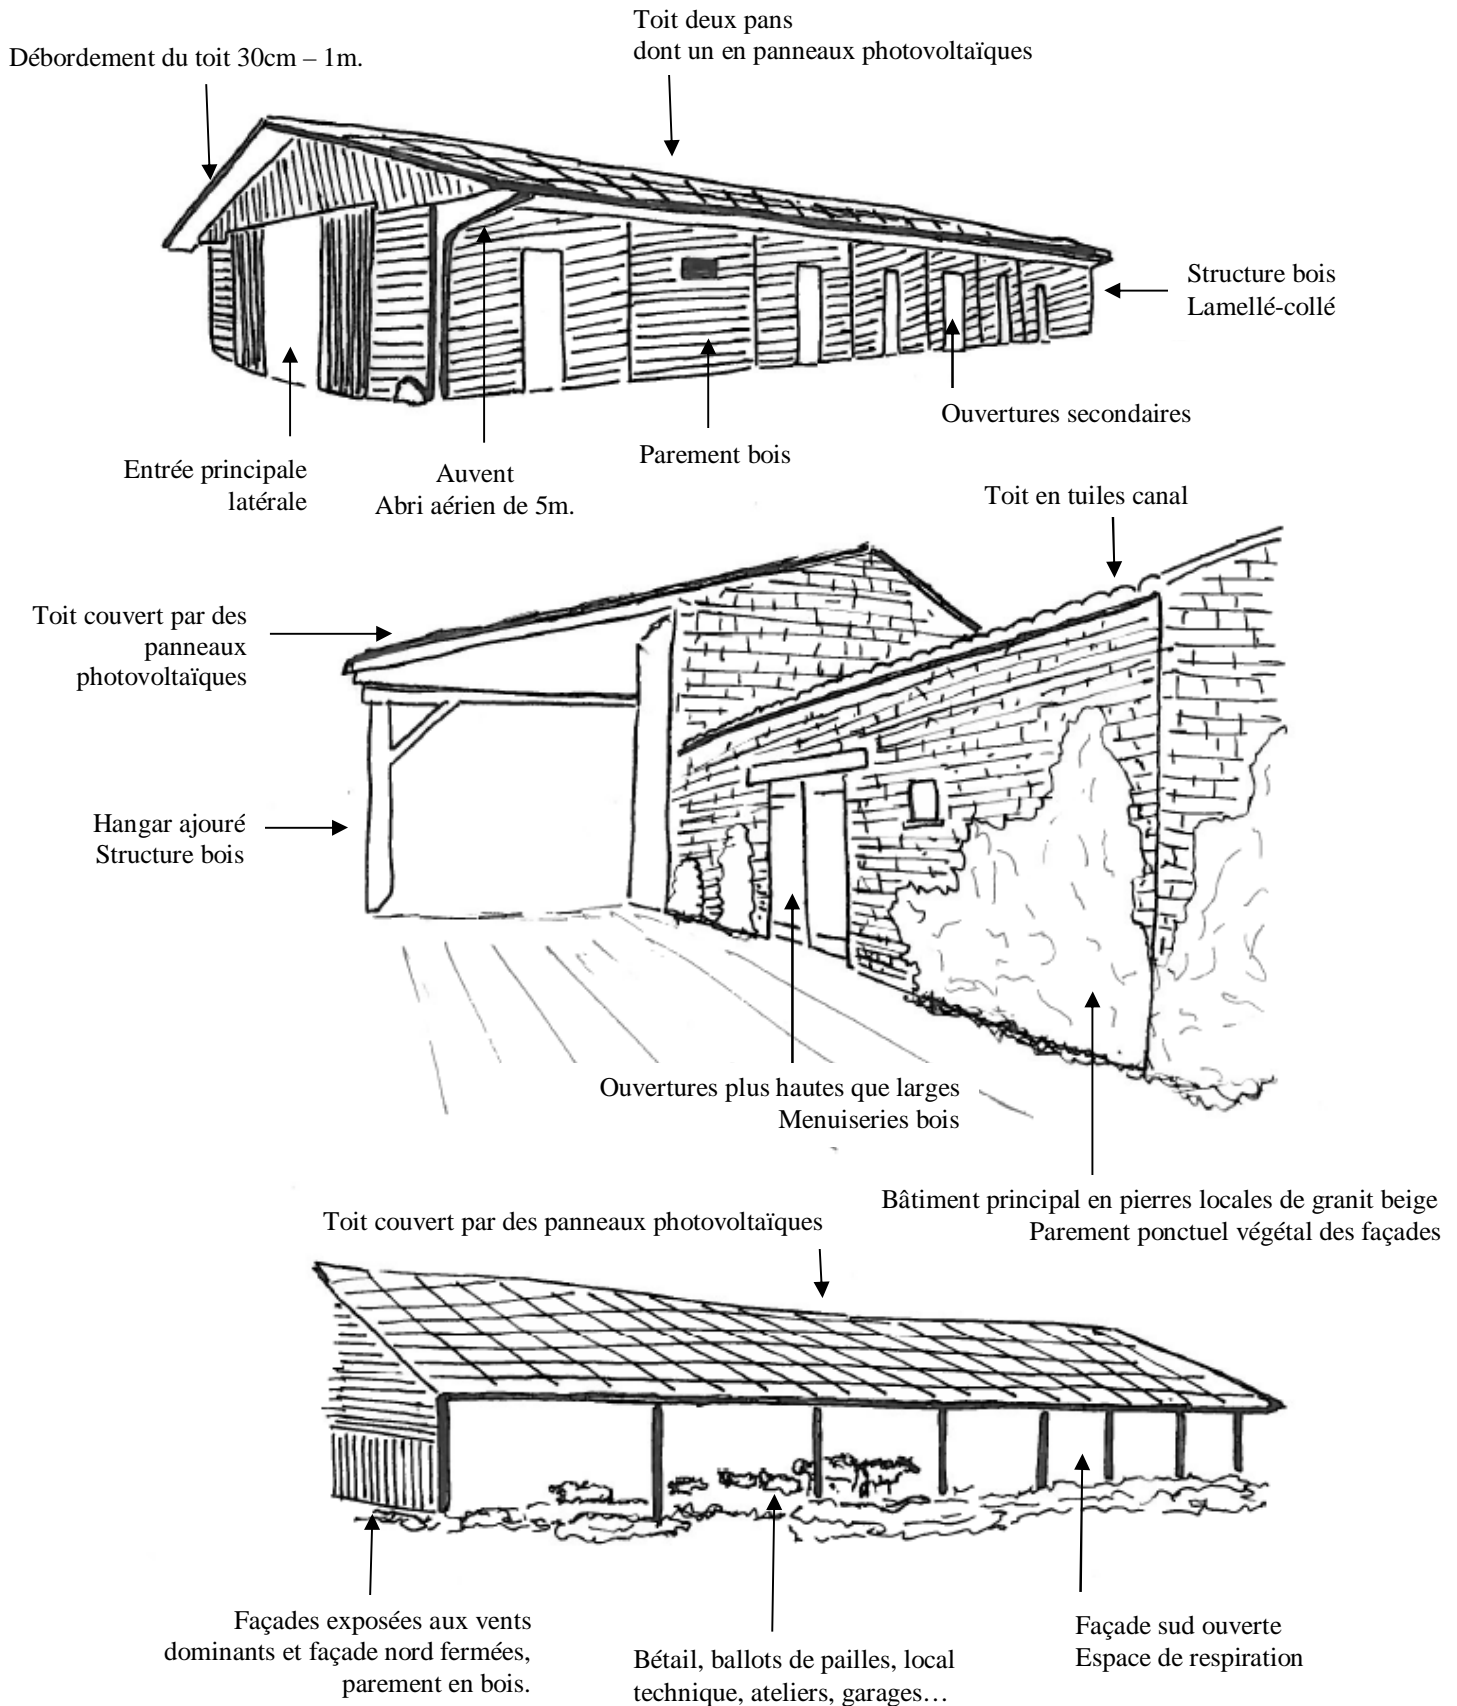 Toit deux pans
dont un en panneaux photovoltaïques
Débordement du toit 30cm – 1m.
Structure bois
Lamellé-collé
Ouvertures secondaires
Parement bois
Entrée principale
latérale
Auvent
Abri aérien de 5m.
Toit en tuiles canal
Toit couvert par des
panneaux
photovoltaïques
Hangar ajouré
Structure bois
Ouvertures plus hautes que larges
Menuiseries bois
Bâtiment principal en pierres locales de granit beige
Parement ponctuel végétal des façades
Toit couvert par des panneaux photovoltaïques
Façades exposées aux vents
dominants et façade nord fermées,
parement en bois.
Bétail, ballots de pailles, local
technique, ateliers, garages…
Façade sud ouverte
Espace de respiration